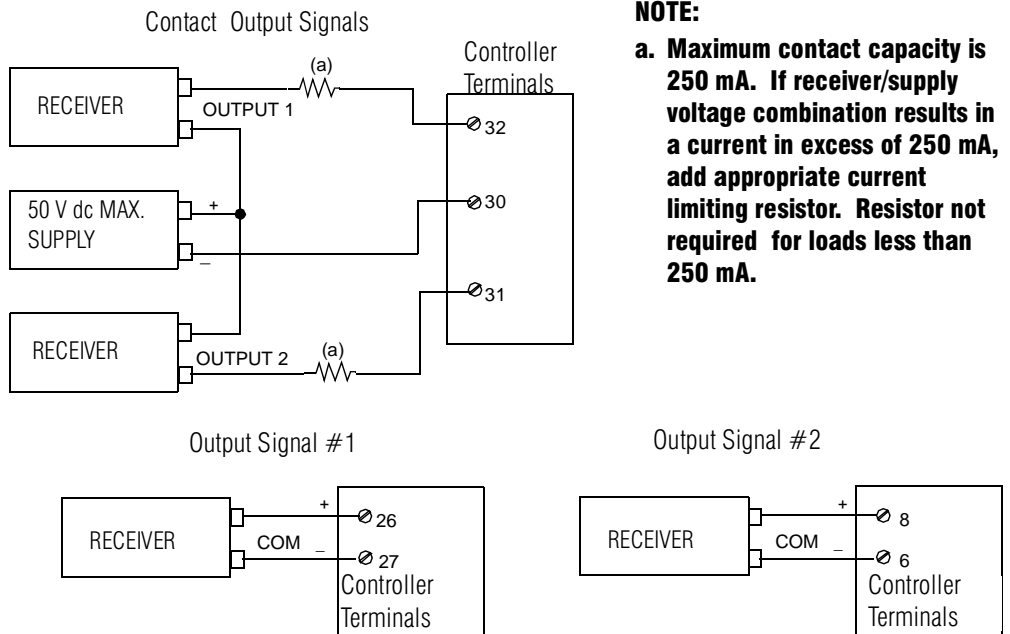 Contact Output Signals
RECEIVER
OUTPUT 1
(a)
Controller
Terminals
32
50 V dc MAX.
SUPPLY
+
_
30
31
RECEIVER
OUTPUT 2
(a)
NOTE:
a. Maximum contact capacity is
250 mA. If receiver/supply
voltage combination results in
a current in excess of 250 mA,
add appropriate current
limiting resistor. Resistor not
required for loads less than
250 mA.
Output Signal #1
RECEIVER
+
COM _
26
27
Controller
Terminals
Output Signal #2
RECEIVER
+
COM _
8
6
Controller
Terminals